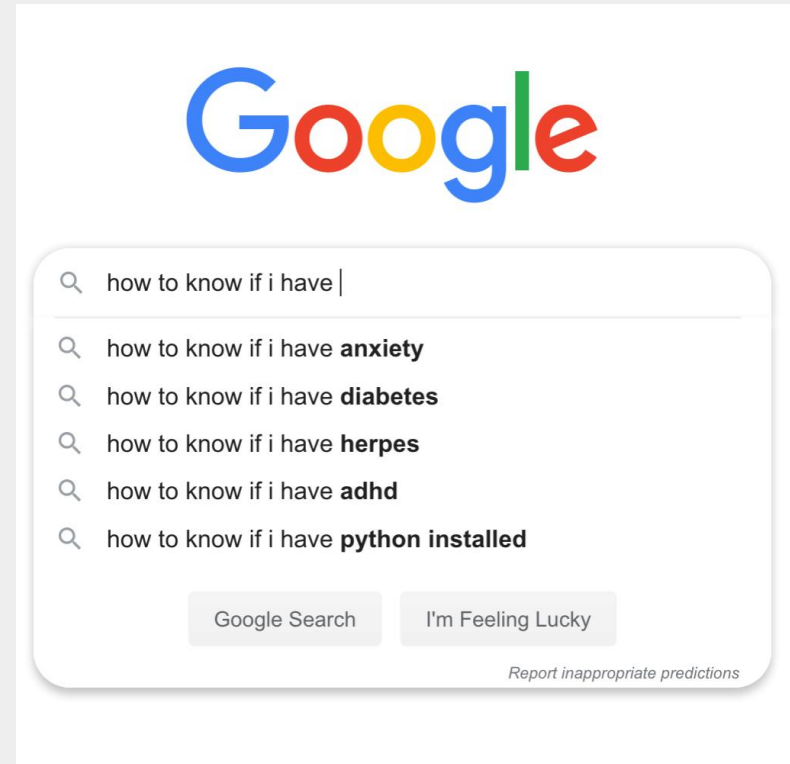 Google
how to know if i have
how to know if i have anxiety
how to know if i have diabetes
how to know if i have herpes
how to know if i have adhd
how to know if i have python installed
Google Search I'm Feeling Lucky
Report inappropriate predictions